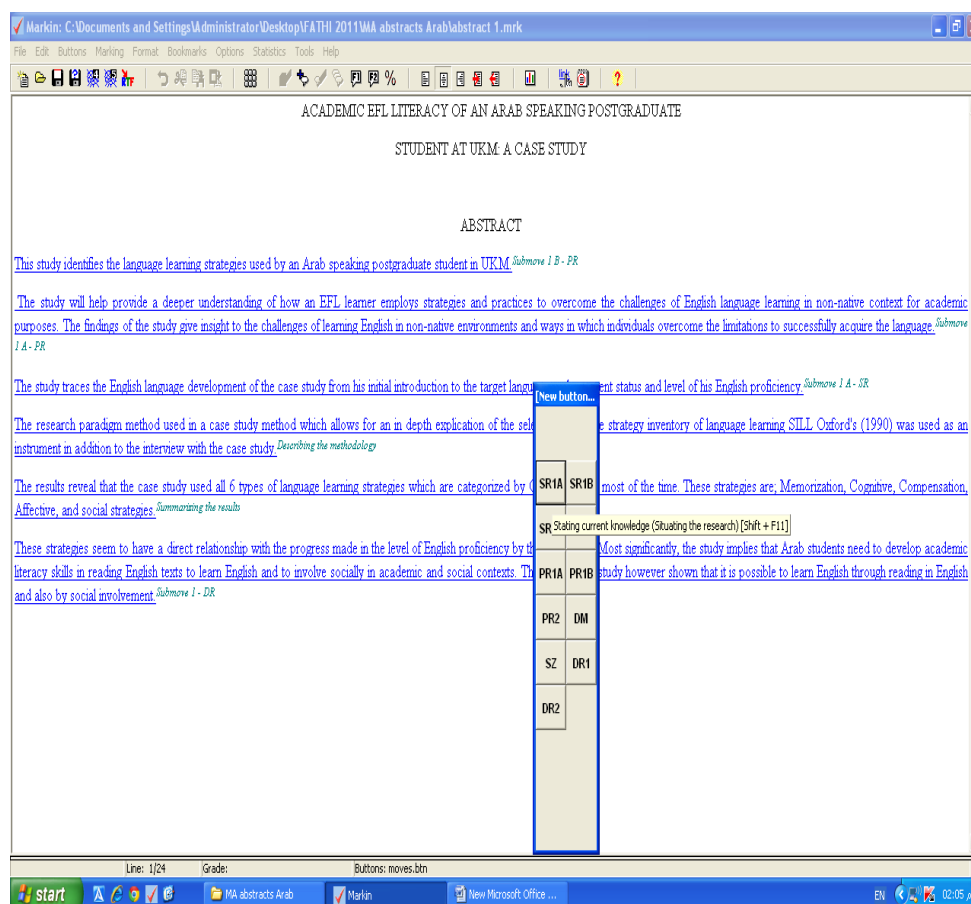 Markin: C:\Documents and Settings\Administrator\Desktop\FATHI 2011\MA abstracts Arab\abstract 1.mrk
File Edit Buttons Marking Format Bookmarks Options Statistics Tools Help
ACADEMIC EFL LITERACY OF AN ARAB SPEAKING POSTGRADUATE
STUDENT AT UKM: A CASE STUDY
ABSTRACT
This study identifies the language learning strategies used by an Arab speaking postgraduate student in UKM. Submove 1 B - PR
The study will help provide a deeper understanding of how an EFL learner employs strategies and practices to overcome the challenges of English language learning in non-native context for academic
purposes. The findings of the study give insight to the challenges of learning English in non-native environments and ways in which individuals overcome the limitations to successfully acquire the language. Submove
1 A - PR
The study traces the English language development of the case study from his initial introduction to the target langu ent status and level of his English proficiency. Submove 1 A - SR
The research paradigm method used in a case study method which allows for an in depth explication of the sele e strategy inventory of language learning SILL Oxford's (1990) was used as an
instrument in addition to the interview with the case study. Describing the methodology
The results reveal that the case study used all 6 types of language learning strategies which are categorized by most of the time. These strategies are; Memorization, Cognitive, Compensation,
Affective, and social strategies. Summarizing the results
These strategies seem to have a direct relationship with the progress made in the level of English proficiency by th Most significantly, the study implies that Arab students need to develop academic
literacy skills in reading English texts to learn English and to involve socially in academic and social contexts. Th study however shown that it is possible to learn English through reading in English
and also by social involvement. Submove 1 - DR
[New button...
SR1A SR1B
SR
Stating current knowledge (Situating the research) [Shift + F11]
PR1A PR1B
PR2 DM
SZ DR1
DR2
Line: 1/24 Grade: Buttons: moves.btn
start MA abstracts Arab Markin New Microsoft Office ... EN 02:05